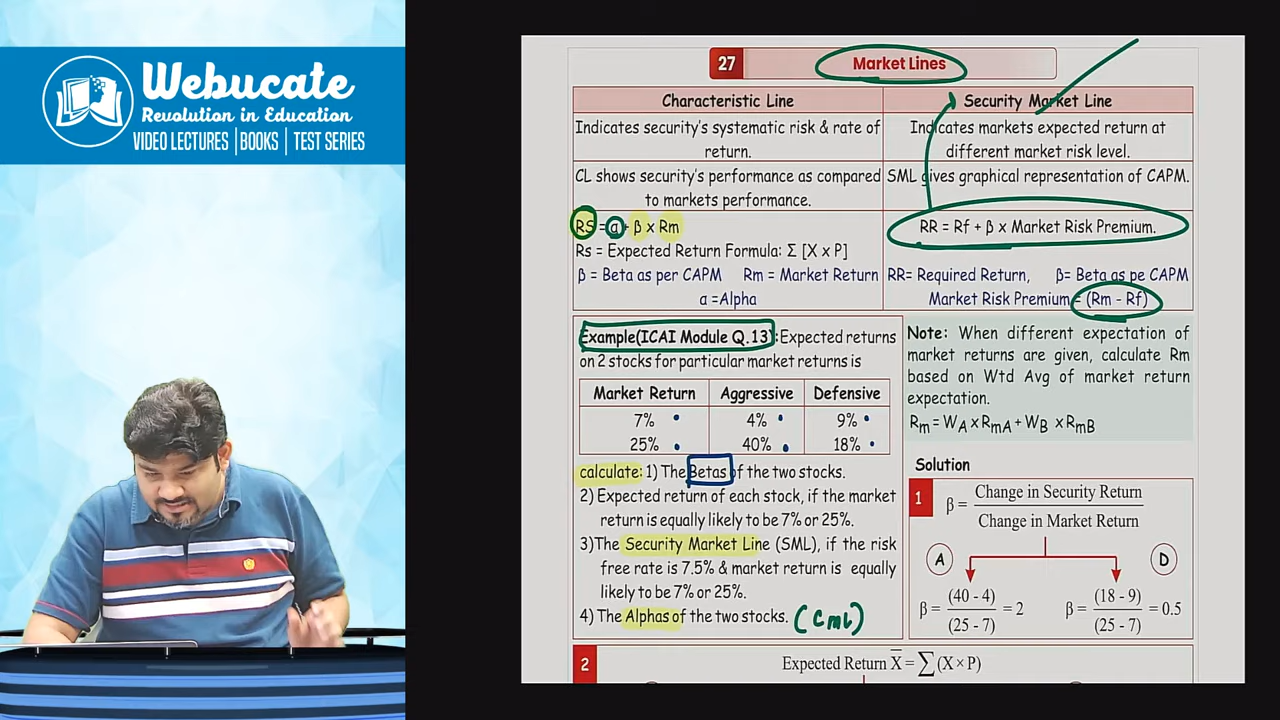 Webucate
Revolution in Education
VIDEO LECTURES | BOOKS | TEST SERIES
27 Market Lines
Characteristic Line
Indicates security's systematic risk & rate of
return.
CL shows security's performance as compared
to markets performance.
RS = α + β x Rm
Rs = Expected Return Formula: Σ [X x P]
β = Beta as per CAPM Rm = Market Return
α =Alpha
Security Market Line
Indicates markets expected return at
different market risk level.
SML gives graphical representation of CAPM.
RR = Rf + β x Market Risk Premium.
RR= Required Return, β= Beta as pe CAPM
Market Risk Premium = (Rm - Rf)
Example(ICAI Module Q.13):Expected returns
on 2 stocks for particular market returns is
Market Return Aggressive Defensive
7% 4% 9%
25% 40% 18%
calculate: 1) The Betas of the two stocks.
2) Expected return of each stock, if the market
return is equally likely to be 7% or 25%.
3)The Security Market Line (SML), if the risk
free rate is 7.5% & market return is equally
likely to be 7% or 25%.
4) The Alphas of the two stocks. (CML)
Note: When different expectation of
market returns are given, calculate Rm
based on Wtd Avg of market return
expectation.
Rm = WA x RmA + WB x RmB
Solution
1 β = Change in Security Return
Change in Market Return
A D
β = (40 - 4) / (25 - 7) = 2 β = (18 - 9) / (25 - 7) = 0.5
2 Expected Return X̄ = ∑ (X × P)